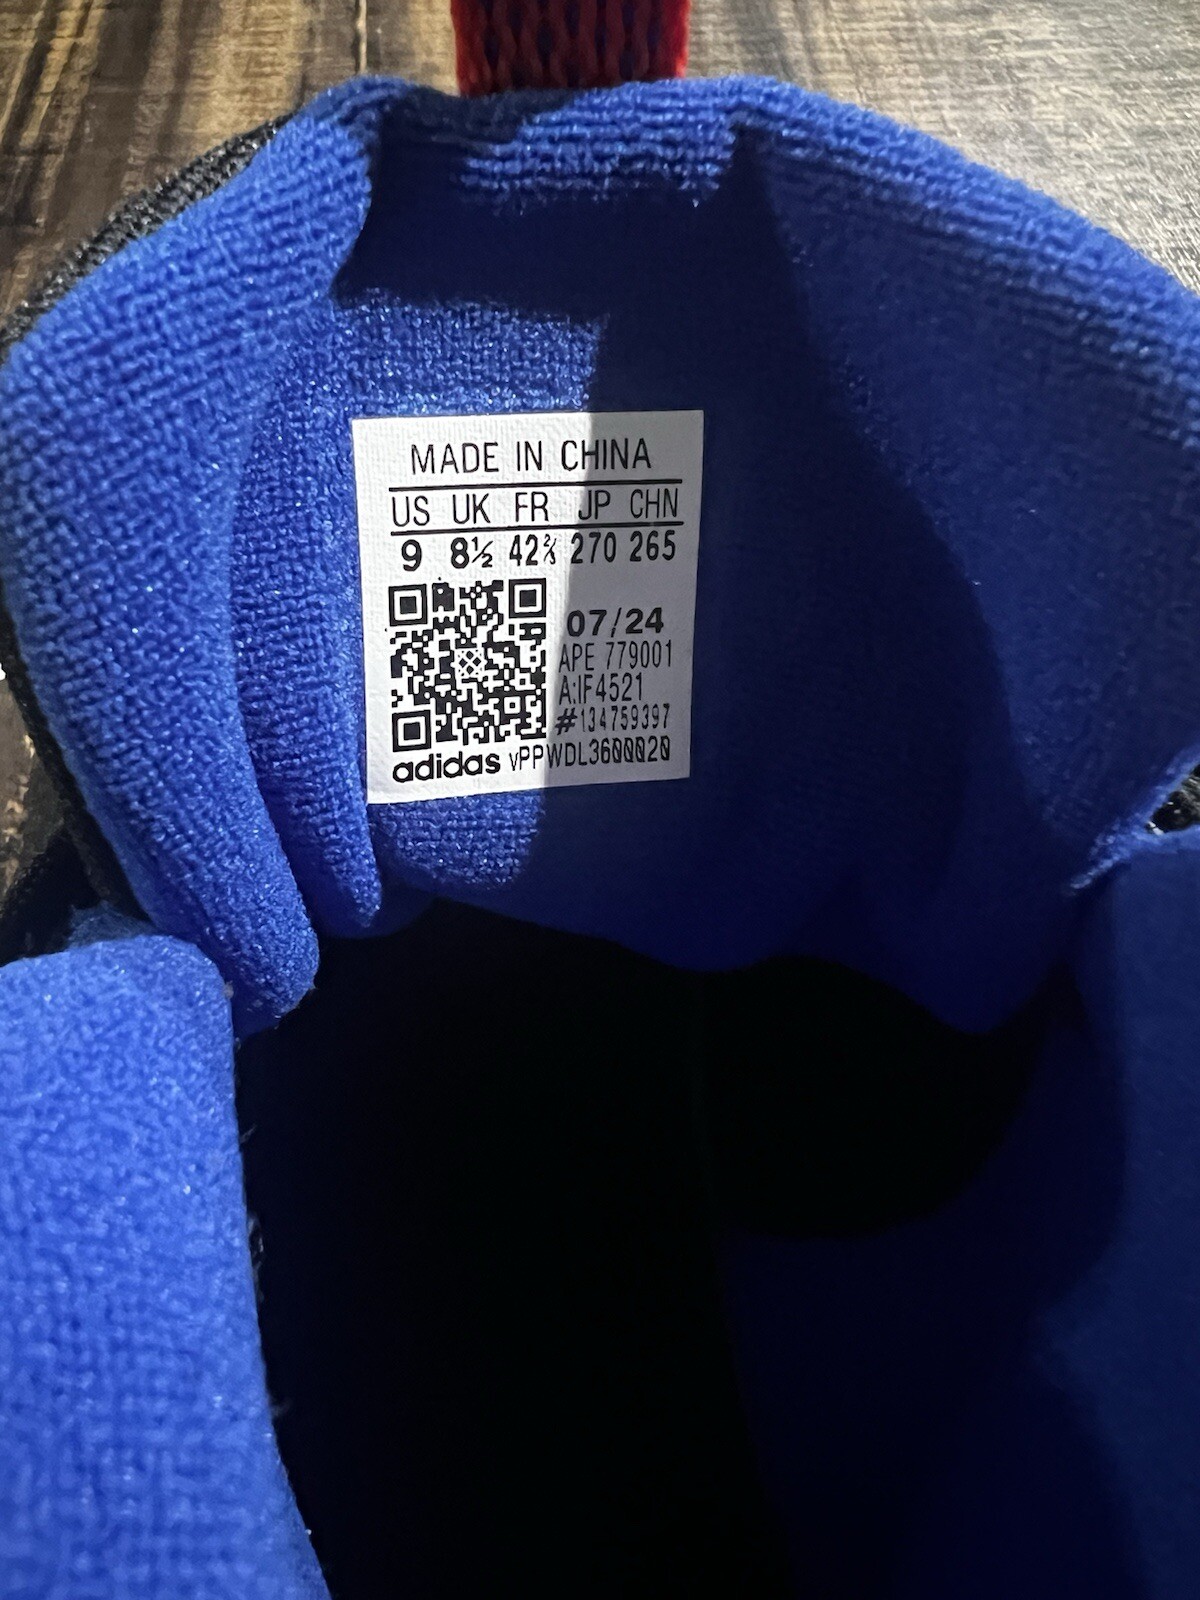 MADE IN CHINA
US UK FR JP CHN
9 8½ 42⅔ 270 265
07/24
APE 779001
A:IF4521
#134759397
adidas vPPWDL3600020